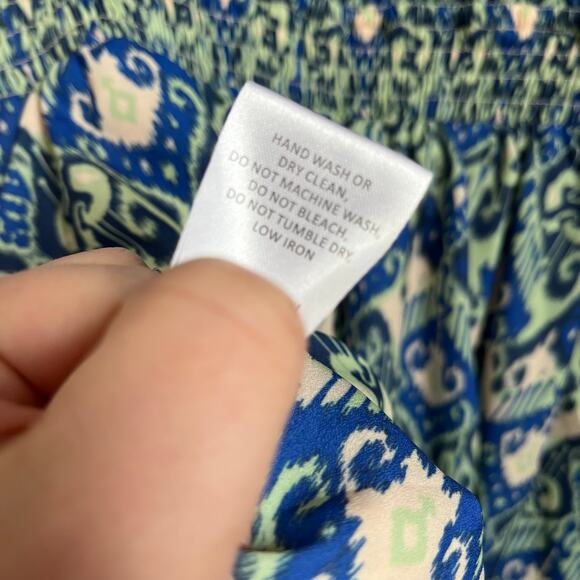 HAND WASH OR
DRY CLEAN,
DO NOT MACHINE WASH,
DO NOT BLEACH,
DO NOT TUMBLE DRY,
LOW IRON